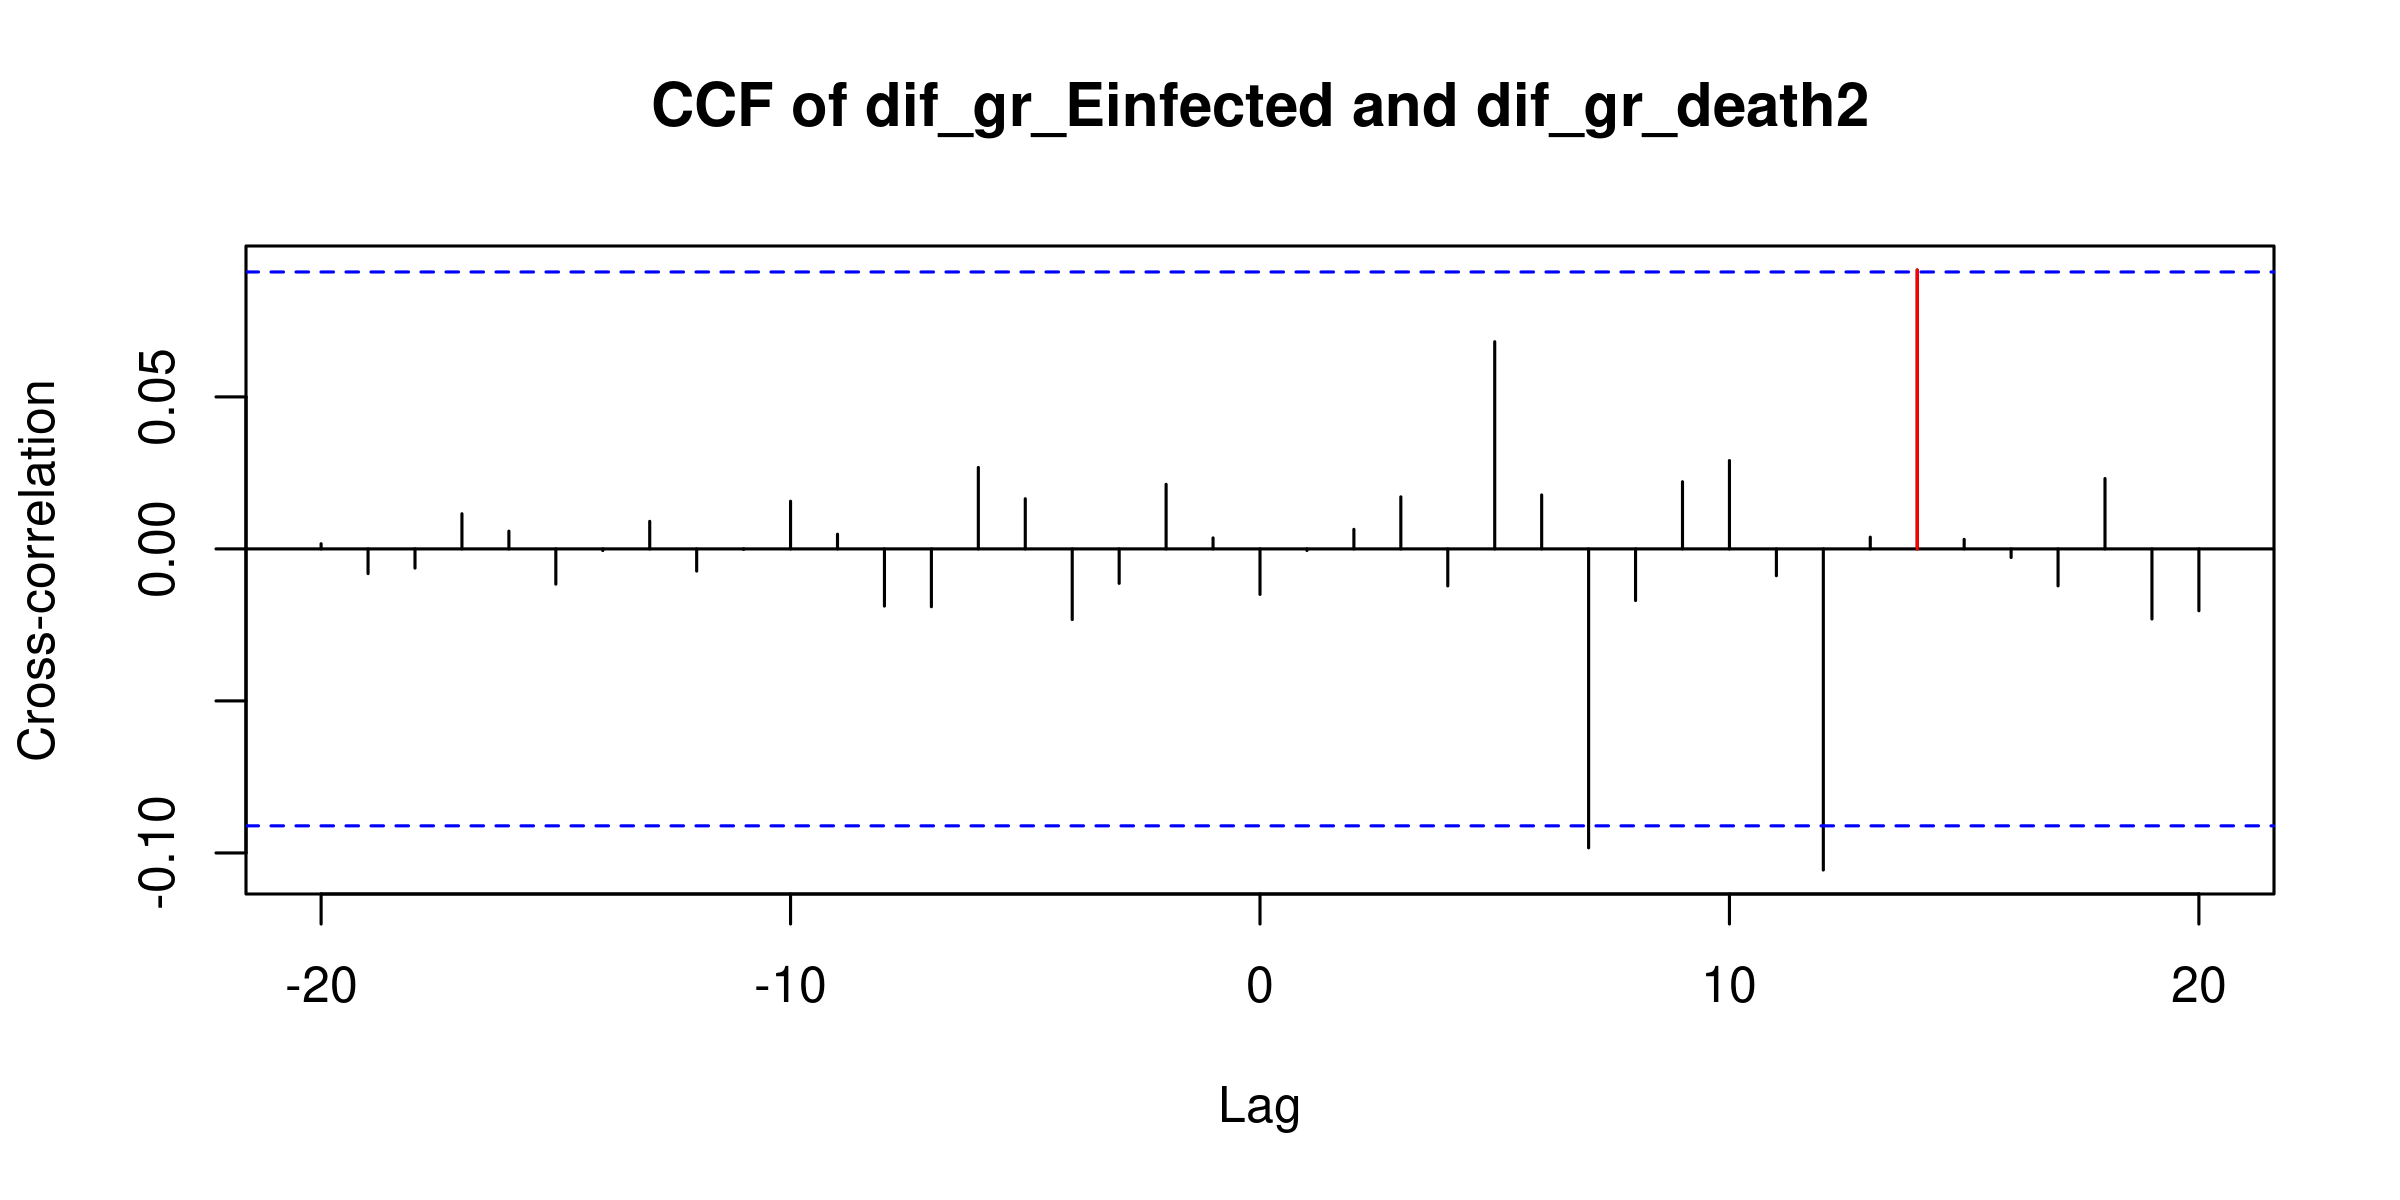 CCF of dif_gr_Einfected and dif_gr_death2
Cross-correlation
0.05
0.00
-0.10
-20 -10 0 10 20
Lag